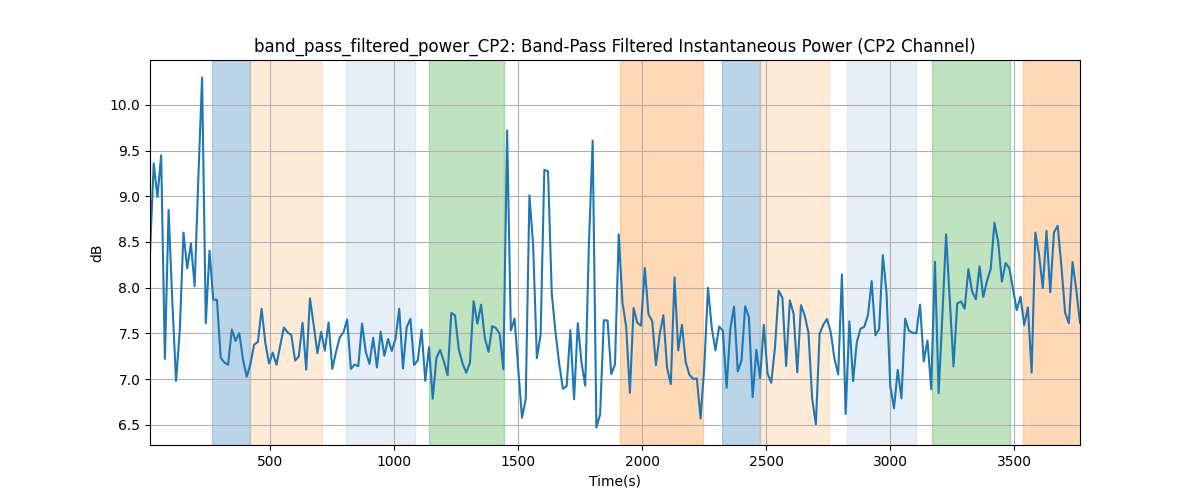 band_pass_filtered_power_CP2: Band-Pass Filtered Instantaneous Power (CP2 Channel)
dB
10.0
9.5
9.0
8.5
8.0
7.5
7.0
6.5
500 1000 1500 2000 2500 3000 3500
Time(s)